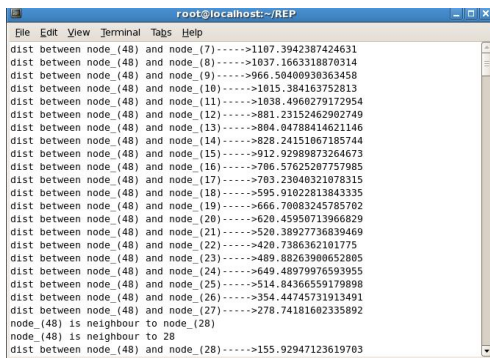 root@localhost:~/REP
File Edit View Terminal Tabs Help
dist between node_(48) and node_(7)----->1107.3942387424631
dist between node_(48) and node_(8)----->1037.1663318870314
dist between node_(48) and node_(9)----->966.50400930363458
dist between node_(48) and node_(10)----->1015.384163752813
dist between node_(48) and node_(11)----->1038.4960279172954
dist between node_(48) and node_(12)----->881.23152462902749
dist between node_(48) and node_(13)----->804.04788414621146
dist between node_(48) and node_(14)----->828.24151067185744
dist between node_(48) and node_(15)----->912.92989873264673
dist between node_(48) and node_(16)----->706.57625207757985
dist between node_(48) and node_(17)----->703.23040321078315
dist between node_(48) and node_(18)----->595.91022813843335
dist between node_(48) and node_(19)----->666.70083245785702
dist between node_(48) and node_(20)----->620.45950713966829
dist between node_(48) and node_(21)----->520.38927736839469
dist between node_(48) and node_(22)----->420.7386362101775
dist between node_(48) and node_(23)----->489.88263900652805
dist between node_(48) and node_(24)----->649.48979976593955
dist between node_(48) and node_(25)----->514.84366559179898
dist between node_(48) and node_(26)----->354.44745731913491
dist between node_(48) and node_(27)----->278.74181602335892
node_(48) is neighbour to node_(28)
node_(48) is neighbour to 28
dist between node_(48) and node_(28)----->155.92947123619703